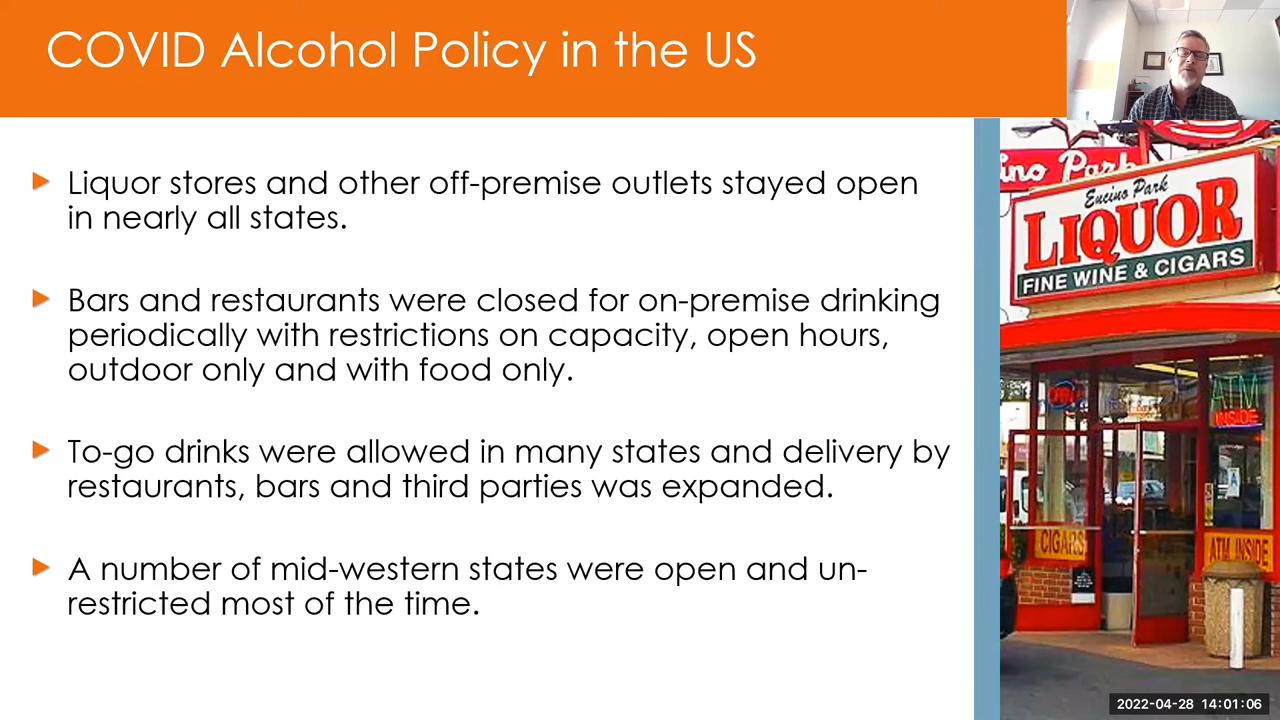 COVID Alcohol Policy in the US
Liquor stores and other off-premise outlets stayed open
in nearly all states.
Bars and restaurants were closed for on-premise drinking
periodically with restrictions on capacity, open hours,
outdoor only and with food only.
To-go drinks were allowed in many states and delivery by
restaurants, bars and third parties was expanded.
A number of mid-western states were open and un-
restricted most of the time.
Park
Encino Park
LIQUOR
FINE WINE & CIGARS
OPEN
ATM
INSIDE
A
CIGARS
ATM INSIDE
2022-04-28 14:01:06